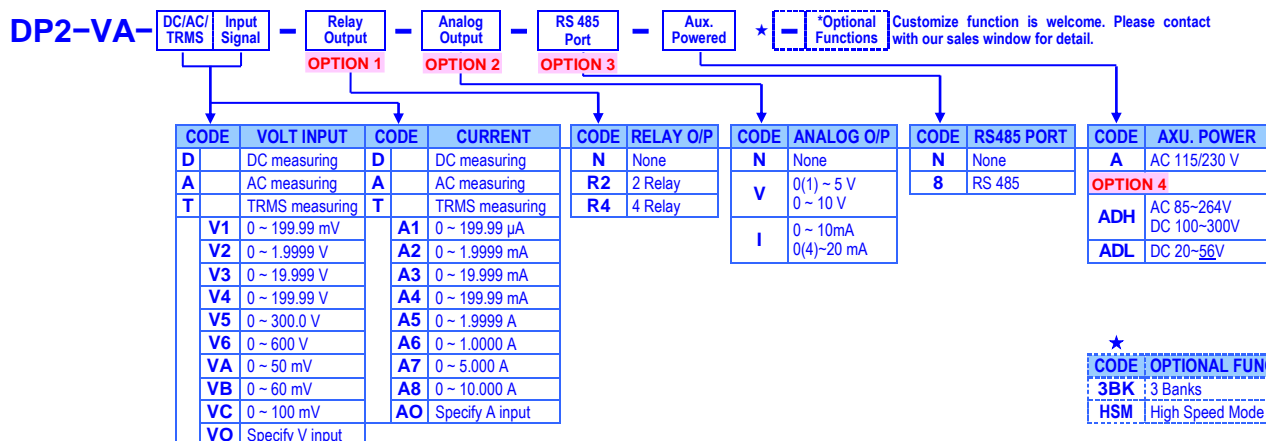 DP2-VA- DC/AC/ TRMS Input Signal - Relay Output - Analog Output - RS 485 Port - Aux. Powered ★ - *Optional Functions Customize function is welcome. Please contact with our sales window for detail.
OPTION 1 OPTION 2 OPTION 3
CODE VOLT INPUT CODE CURRENT CODE RELAY O/P CODE ANALOG O/P CODE RS485 PORT CODE AXU. POWER
D DC measuring D DC measuring N None N None N None A AC 115/230 V
A AC measuring A AC measuring R2 2 Relay V 0(1) ~ 5 V 0 ~ 10 V 8 RS 485 OPTION 4
T TRMS measuring T TRMS measuring R4 4 Relay ADH AC 85~264V DC 100~300V
V1 0 ~ 199.99 mV A1 0 ~ 199.99 µA I 0 ~ 10mA 0(4)~20 mA
V2 0 ~ 1.9999 V A2 0 ~ 1.9999 mA ADL DC 20~56V
V3 0 ~ 19.999 V A3 0 ~ 19.999 mA
V4 0 ~ 199.99 V A4 0 ~ 199.99 mA
V5 0 ~ 300.0 V A5 0 ~ 1.9999 A
V6 0 ~ 600 V A6 0 ~ 1.0000 A ★
VA 0 ~ 50 mV A7 0 ~ 5.000 A CODE OPTIONAL FUN
VB 0 ~ 60 mV A8 0 ~ 10.000 A 3BK 3 Banks
VC 0 ~ 100 mV AO Specify A input HSM High Speed Mode
VO Specify V input